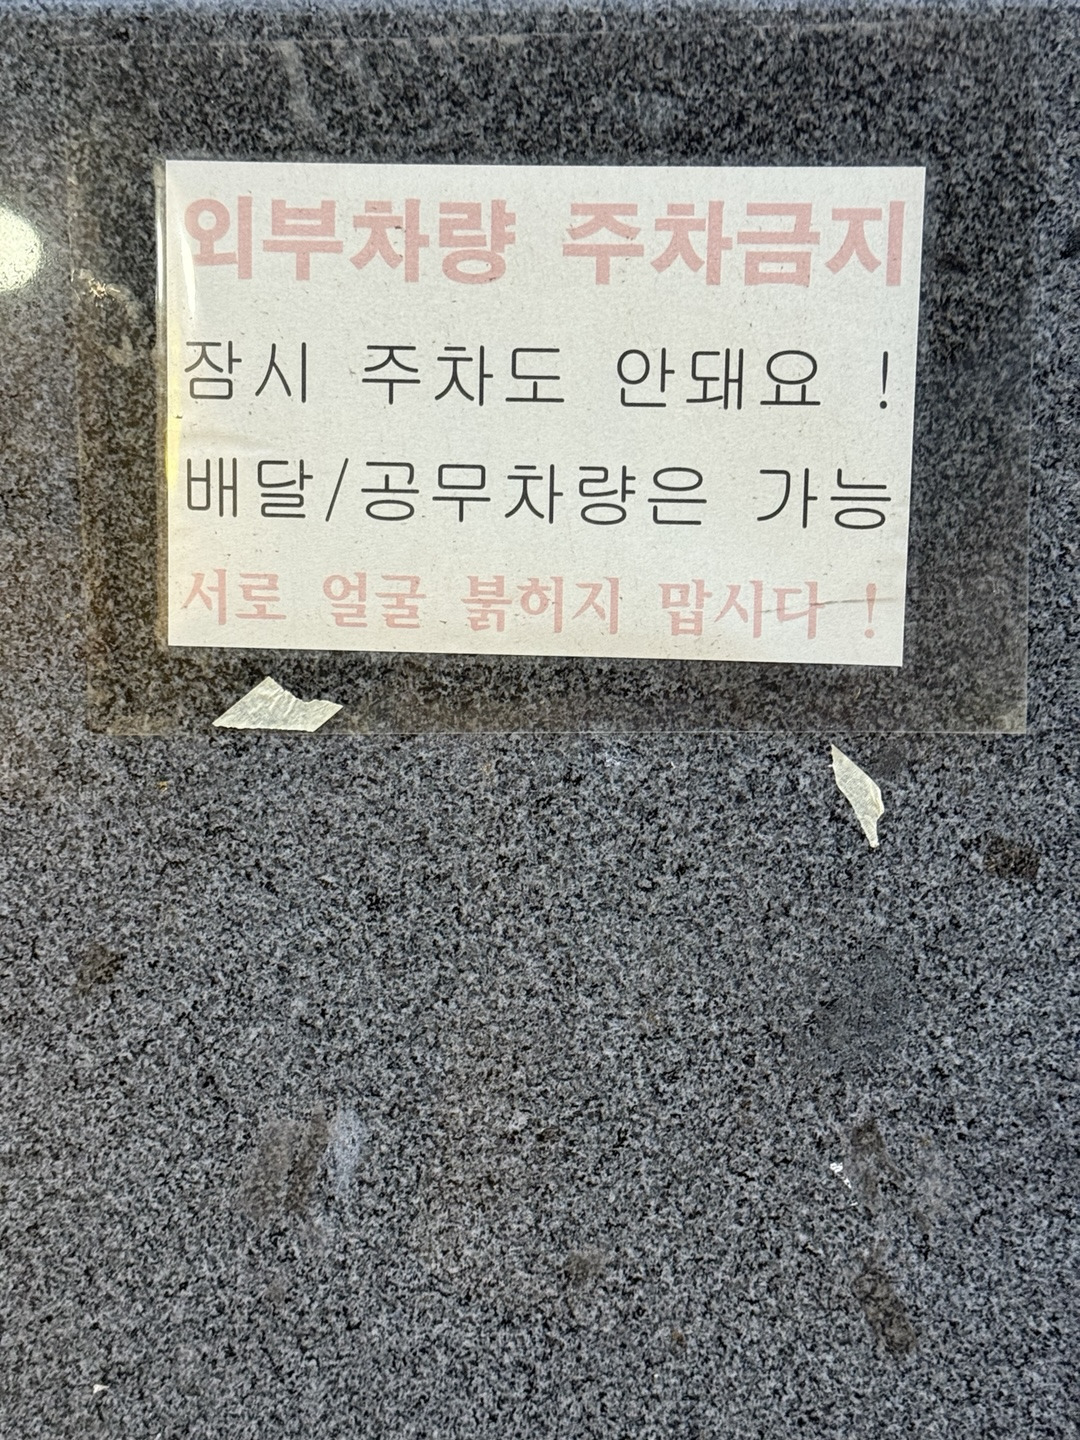 외부차량 주차금지
잠시 주차도 안돼요 !
배달/공무차량은 가능
서로 얼굴 붉히지 맙시다 !